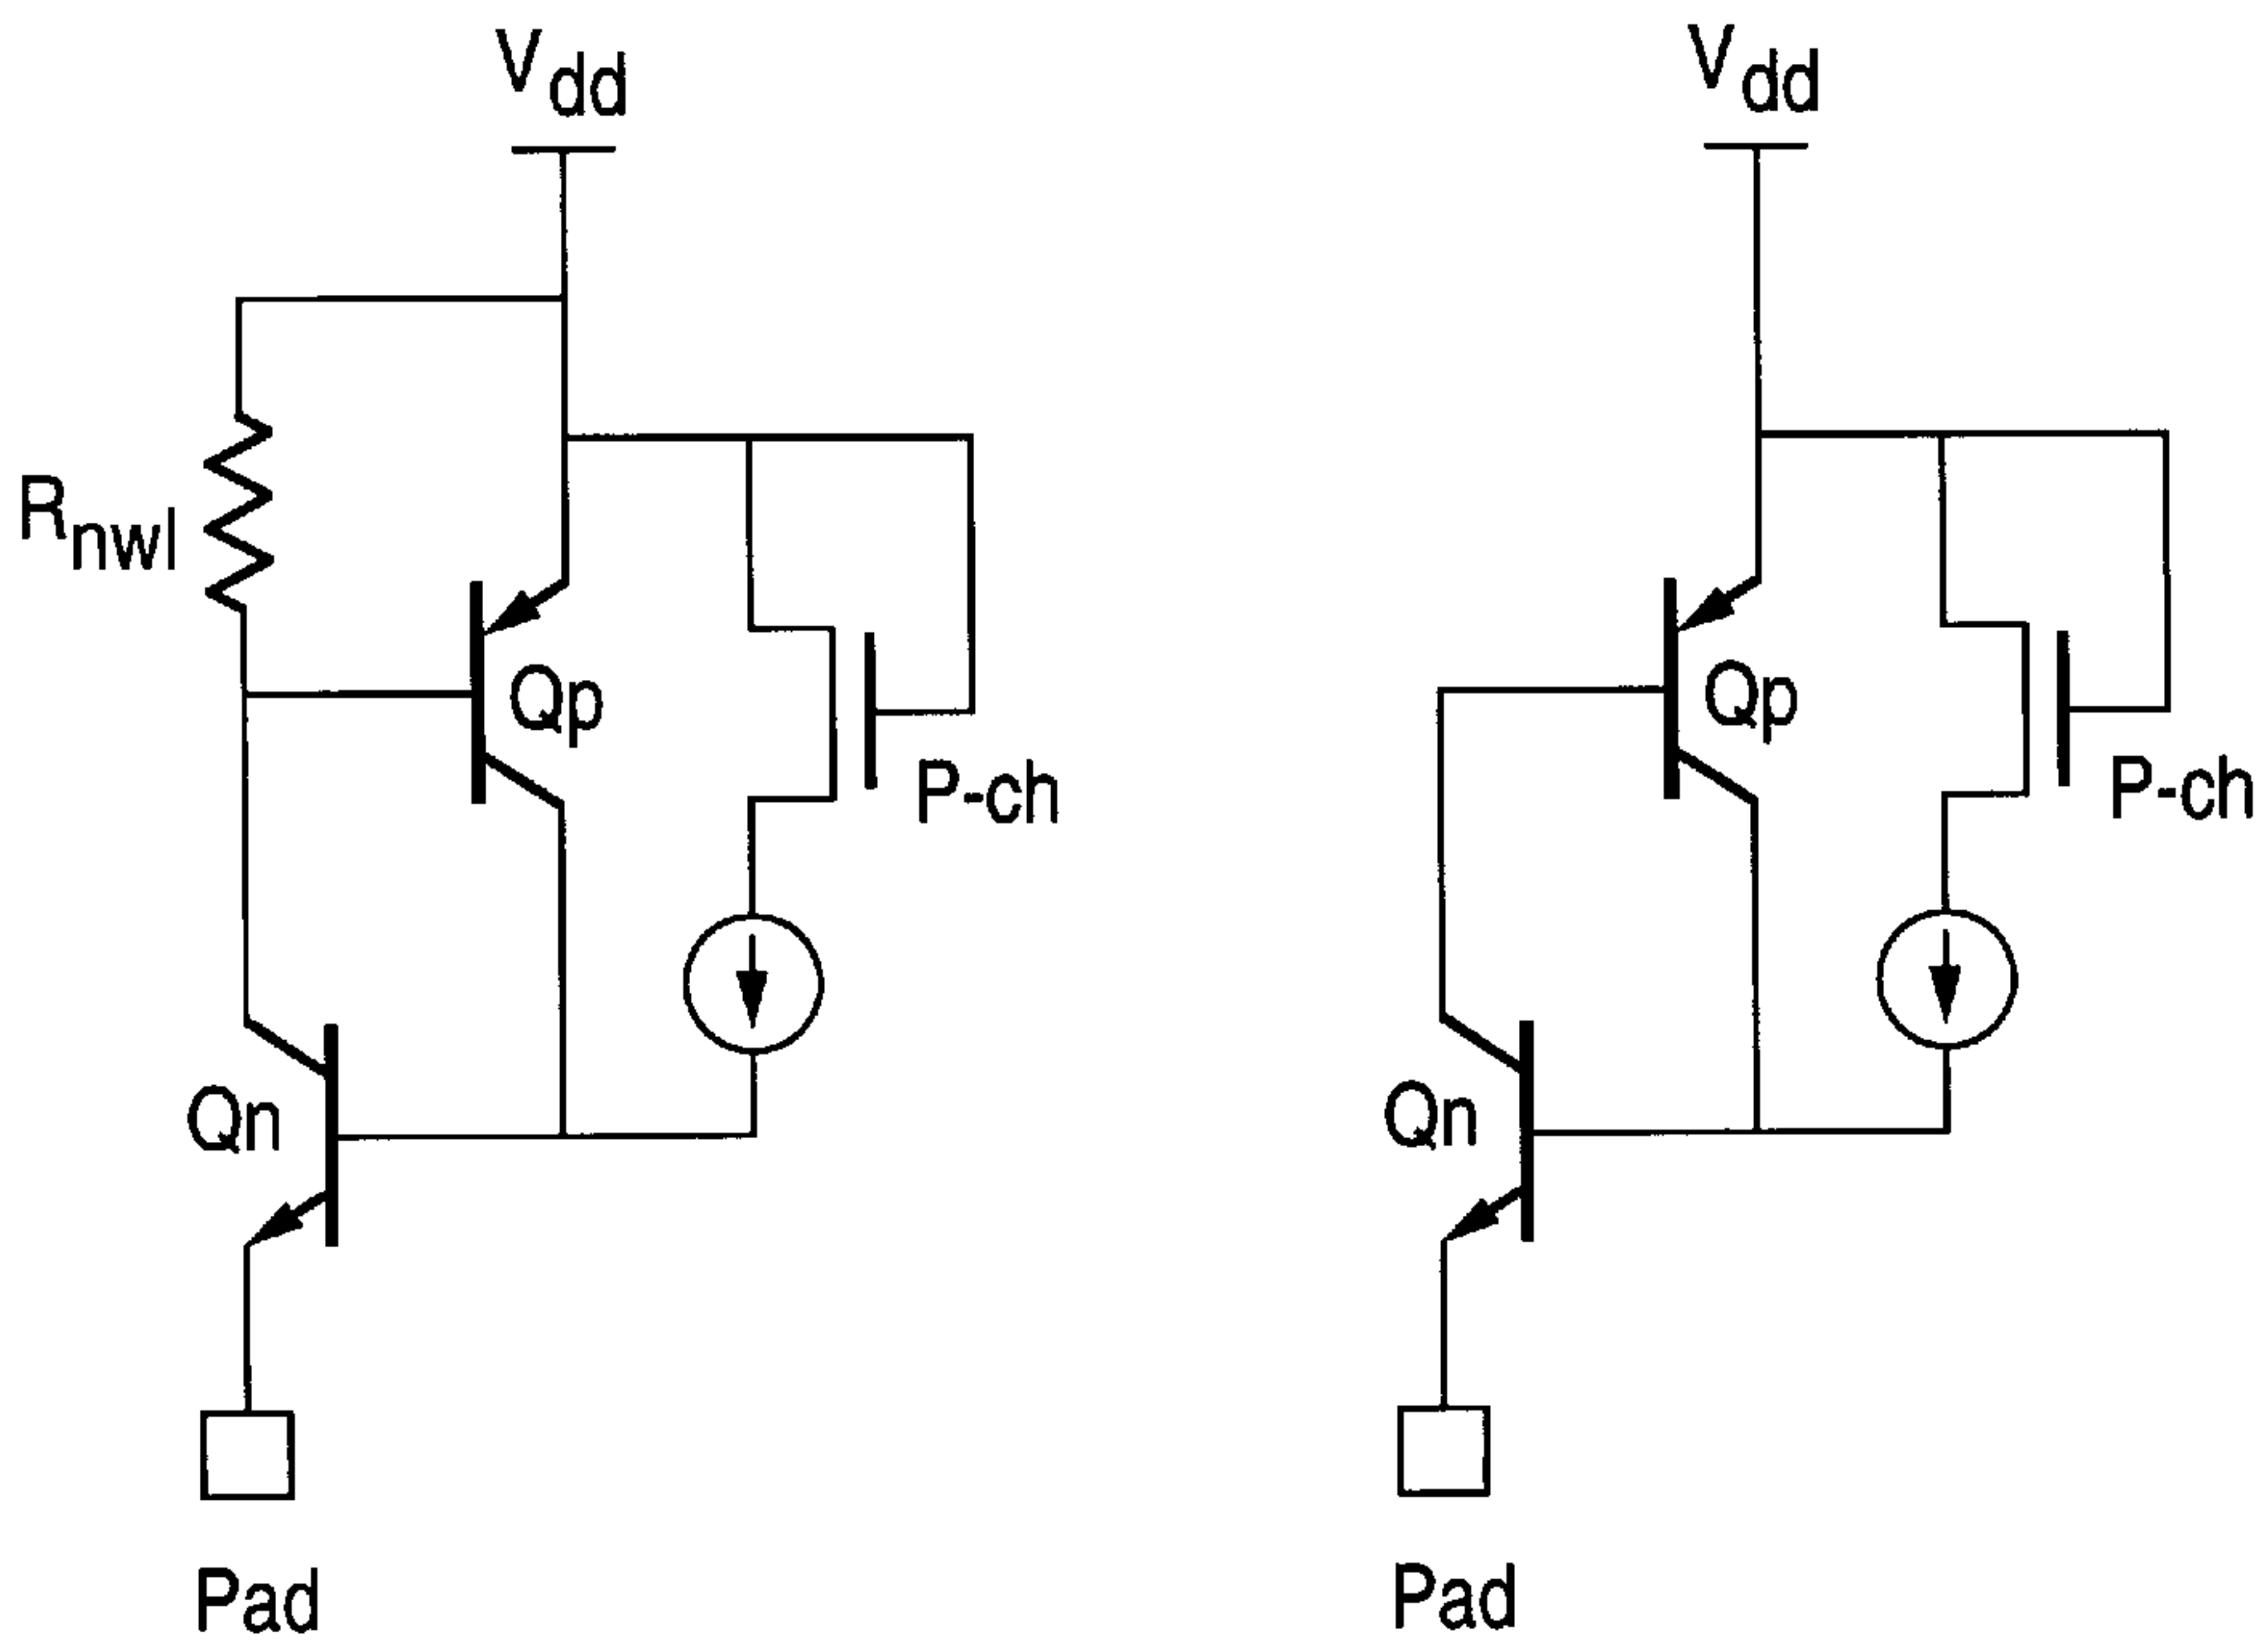 Vdd
Rnwl
Qp
P-ch
Qn
Pad
Vdd
Qp
P-ch
Qn
Pad